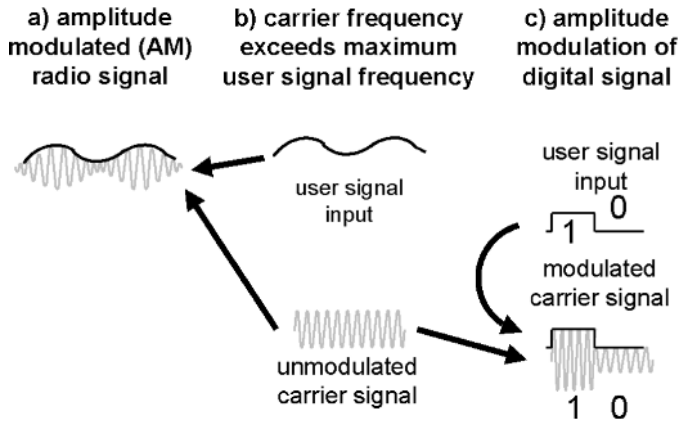 a) amplitude
modulated (AM)
radio signal
b) carrier frequency
exceeds maximum
user signal frequency
c) amplitude
modulation of
digital signal
user signal
input
unmodulated
carrier signal
user signal
input
0
1
modulated
carrier signal
1 0